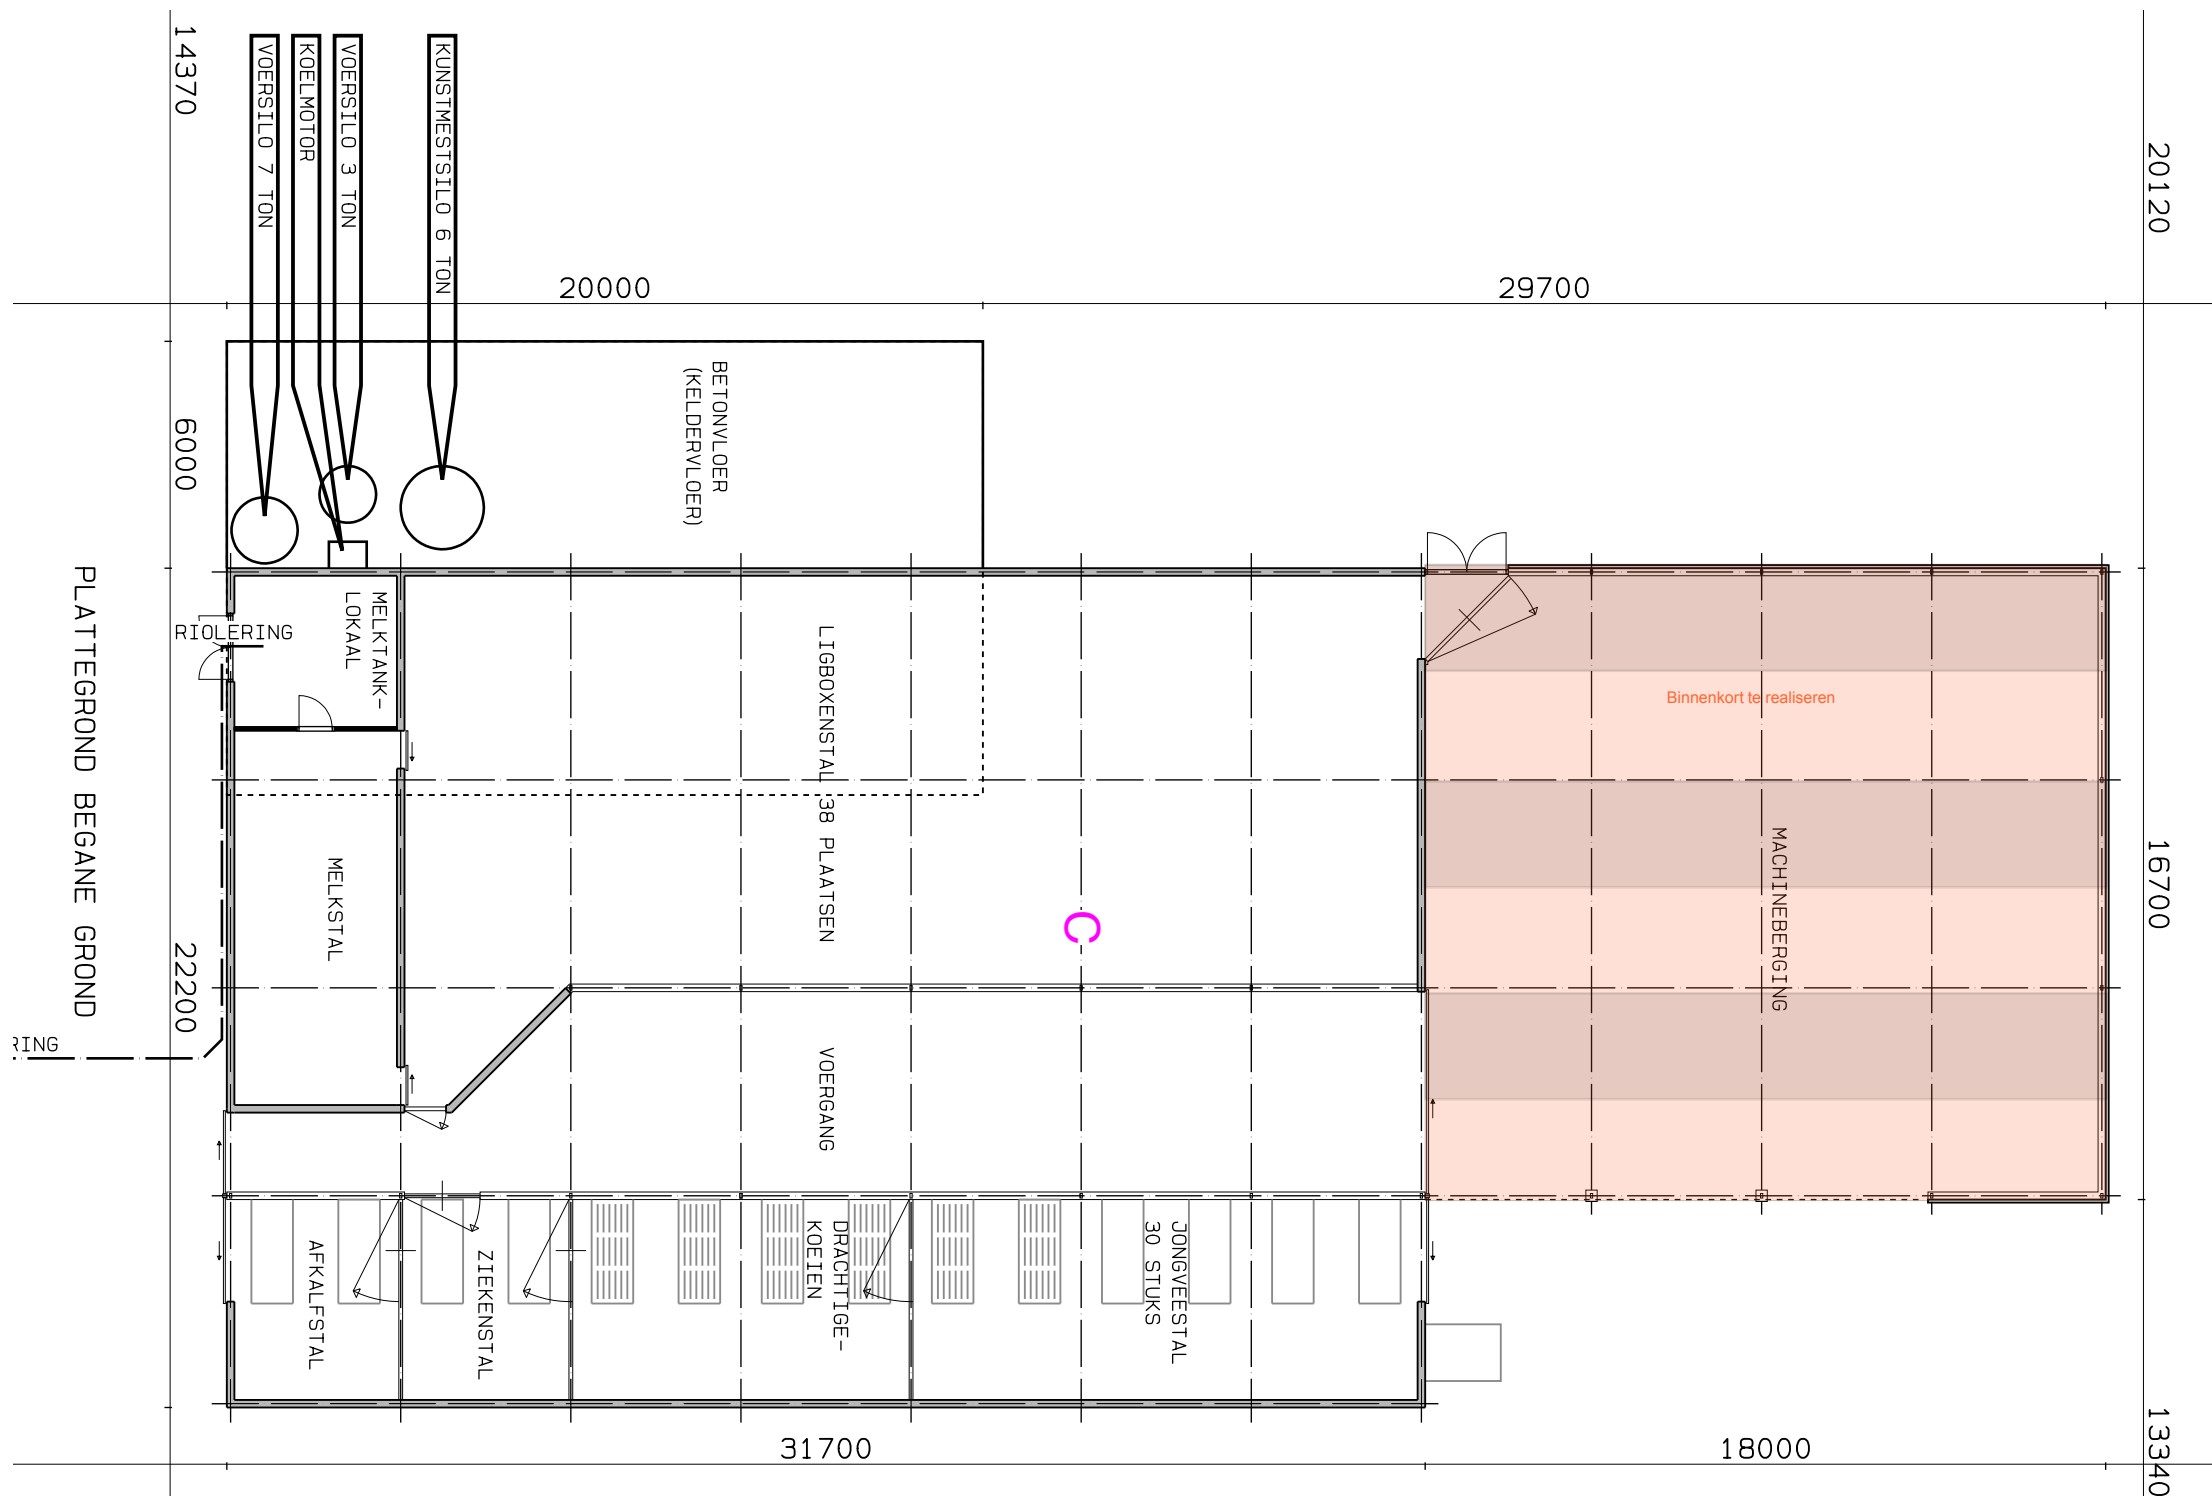 14370
VOERSILO 7 TON
KOELMOTOR
VOERSILO 3 TON
KUNSTMESTSILO 6 TON
20120
20000
29700
BETONVLOER
(KELDERVLOER)
6000
PLATTEGROND BEGANE GROND
RIOLERING
MELKTANK-
LOKAAL
LIGBOXENSTAL 38 PLAATSEN
Binnenkort te realiseren
MACHINEBERGING
16700
MELKSTAL
C
22200
RING
VOERGANG
AFKALFSTAL
ZIEKENSTAL
DRACHTIGE-
KOEIEN
JONGVEESTAL
30 STUKS
31700
18000
13340